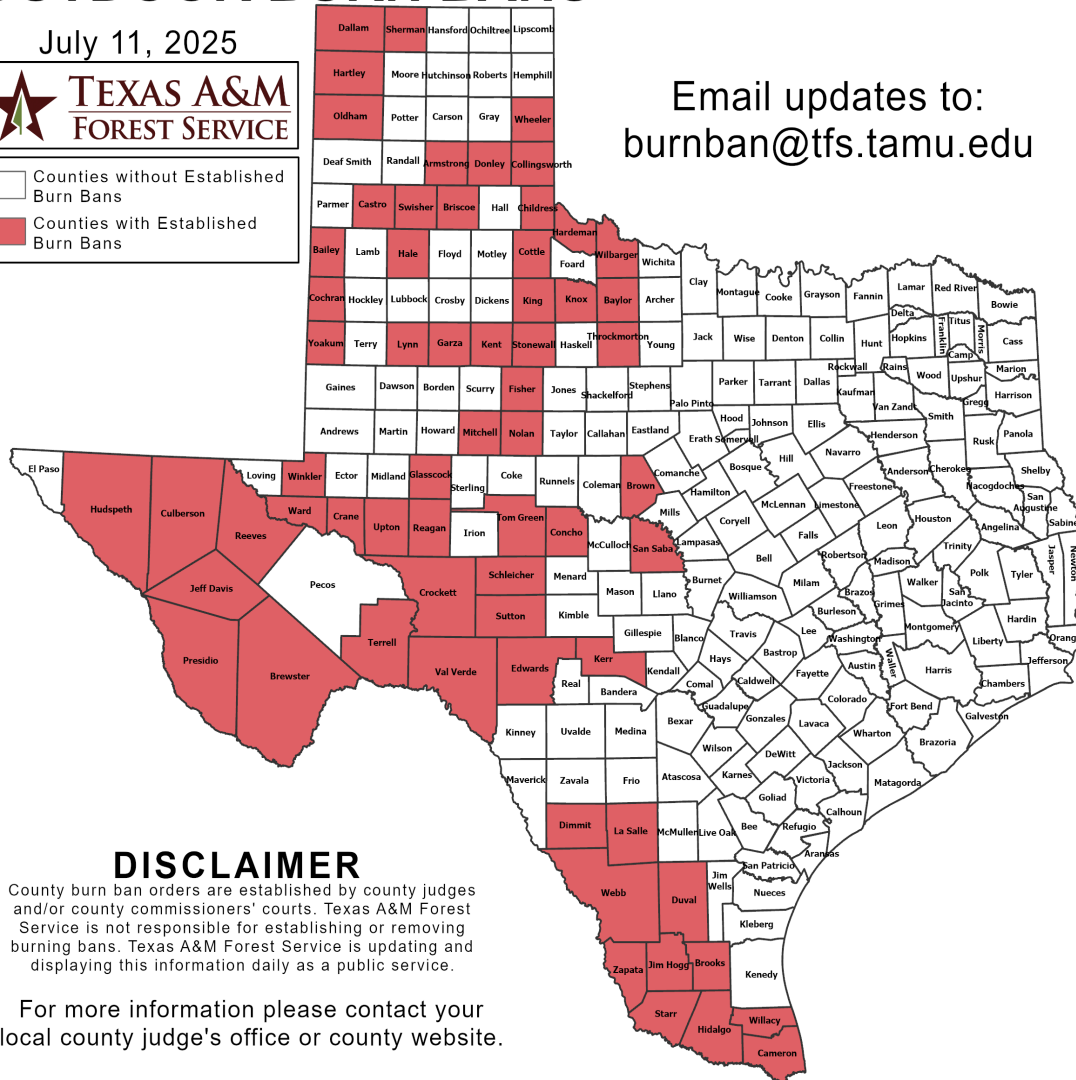 July 11, 2025
TEXAS A&M
FOREST SERVICE
Counties without Established
Burn Bans
Counties with Established
Burn Bans
Email updates to:
burnban@tfs.tamu.edu
Dallam Sherman Hansford Ochiltree Lipscomb
Hartley Moore Hutchinson Roberts Hemphill
Oldham Potter Carson Gray Wheeler
Deaf Smith Randall Armstrong Donley Collingsworth
Parmer Castro Swisher Briscoe Hall Childress
Hardeman
Bailey Lamb Hale Floyd Motley Cottle Foard Wilbarger Wichita
Clay Montague Cooke Grayson Fannin Lamar Red River Bowie
Cochran Hockley Lubbock Crosby Dickens King Knox Baylor Archer
Delta Franklin Titus Morris
Yoakum Terry Lynn Garza Kent Stonewall Haskell Throckmorton Young Jack Wise Denton Collin Hunt Hopkins Camp Cass
Rockwall Rains Wood Upshur Marion
Gaines Dawson Borden Scurry Fisher Jones Shackelford Stephens Palo Pinto Parker Tarrant Dallas Kaufman Van Zandt Gregg Harrison
Andrews Martin Howard Mitchell Nolan Taylor Callahan Eastland Erath Hood Somervell Johnson Ellis Henderson Smith Rusk Panola
El Paso Loving Winkler Ector Midland Glasscock Sterling Coke Runnels Coleman Brown Comanche Bosque Hill Navarro Anderson Cherokee Shelby
Hudspeth Culberson Reeves Ward Crane Upton Reagan Irion Tom Green Concho McCulloch San Saba Mills Hamilton McLennan Limestone Freestone Nacogdoches San
Augustine Sabine
Lampasas Coryell Falls Leon Houston Angelina
Jeff Davis Pecos Crockett Schleicher Menard Mason Llano Burnet Bell Milam Robertson Madison Trinity Polk Tyler Jasper Newton
Sutton Kimble Williamson Burleson Brazos Grimes Walker San
Jacinto Hardin
Presidio Brewster Terrell Val Verde Edwards Kerr Gillespie Blanco Travis Lee Washington Montgomery Liberty Orange
Real Bandera Kendall Comal Hays Bastrop Fayette Austin Waller Harris Chambers Jefferson
Kinney Uvalde Medina Bexar Guadalupe Caldwell Gonzales Lavaca Colorado Fort Bend Galveston
Wilson DeWitt Wharton Brazoria
Maverick Zavala Frio Atascosa Karnes Victoria Jackson Matagorda
Dimmit La Salle McMullen Live Oak Bee Goliad Refugio Calhoun
Aransas
San Patricio
Webb Duval Jim
Wells Nueces
Kleberg
Zapata Jim Hogg Brooks Kenedy
Starr Hidalgo Willacy
Cameron
DISCLAIMER
County burn ban orders are established by county judges
and/or county commissioners' courts. Texas A&M Forest
Service is not responsible for establishing or removing
burning bans. Texas A&M Forest Service is updating and
displaying this information daily as a public service.
For more information please contact your
local county judge's office or county website.